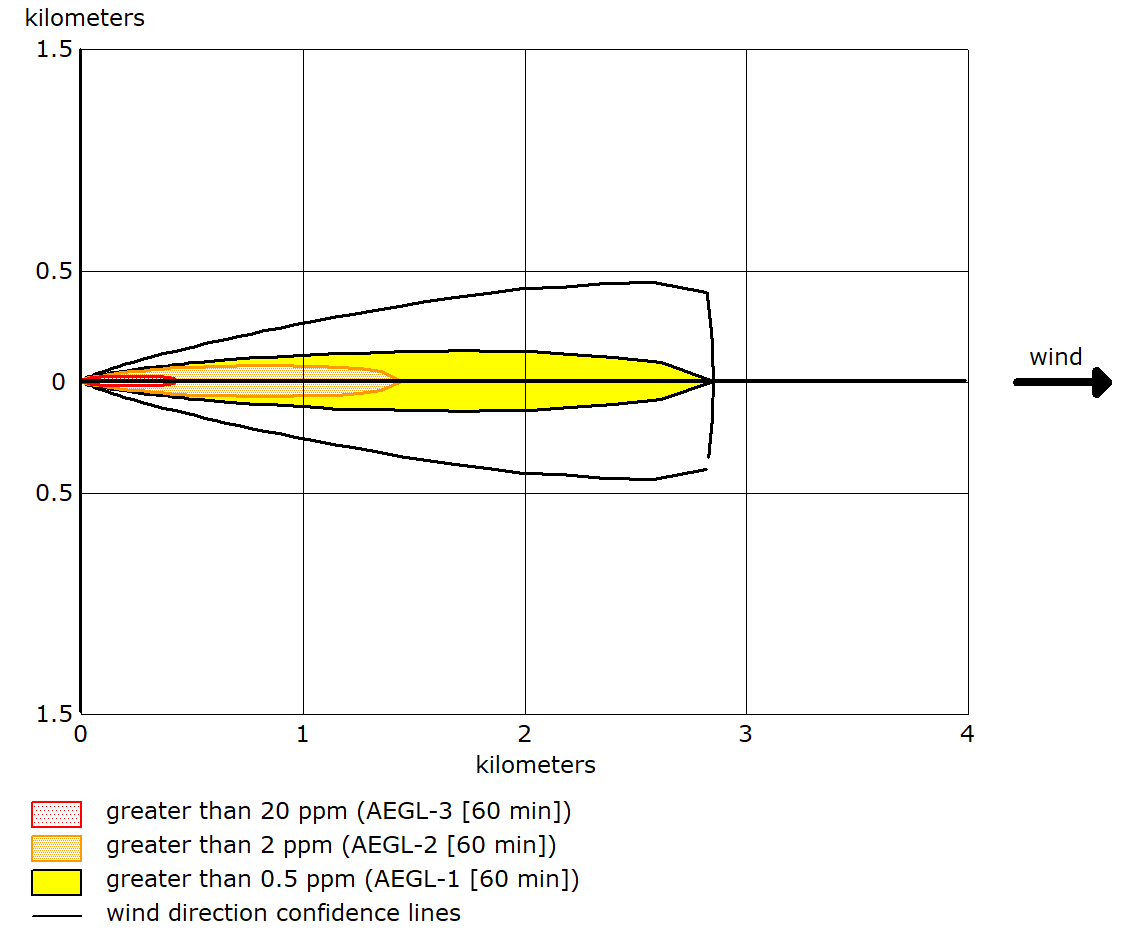 kilometers
1.5
0.5
0
wind
0.5
1.5
0 1 2 3 4
kilometers
greater than 20 ppm (AEGL-3 [60 min])
greater than 2 ppm (AEGL-2 [60 min])
greater than 0.5 ppm (AEGL-1 [60 min])
wind direction confidence lines